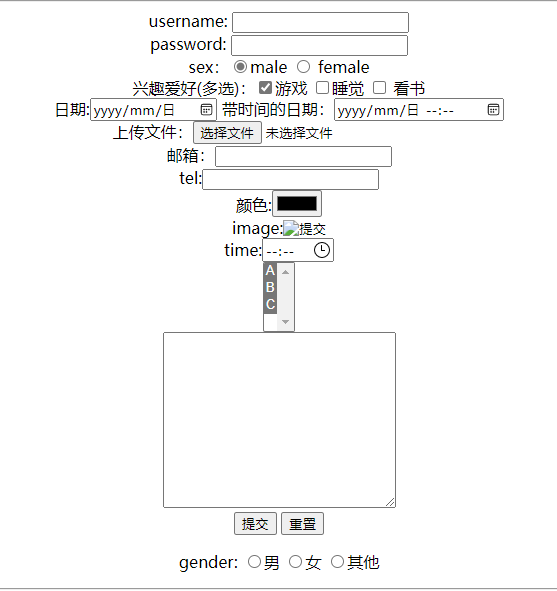 username:
password:
sex： male female
兴趣爱好(多选)： 游戏 睡觉 看书
日期: yyyy/mm/日 带时间的日期： yyyy/mm/日 --:--
上传文件： 选择文件 未选择文件
邮箱：
tel:
颜色:
image: 提交
time: --:--
A
B
C
提交 重置
gender: 男 女 其他